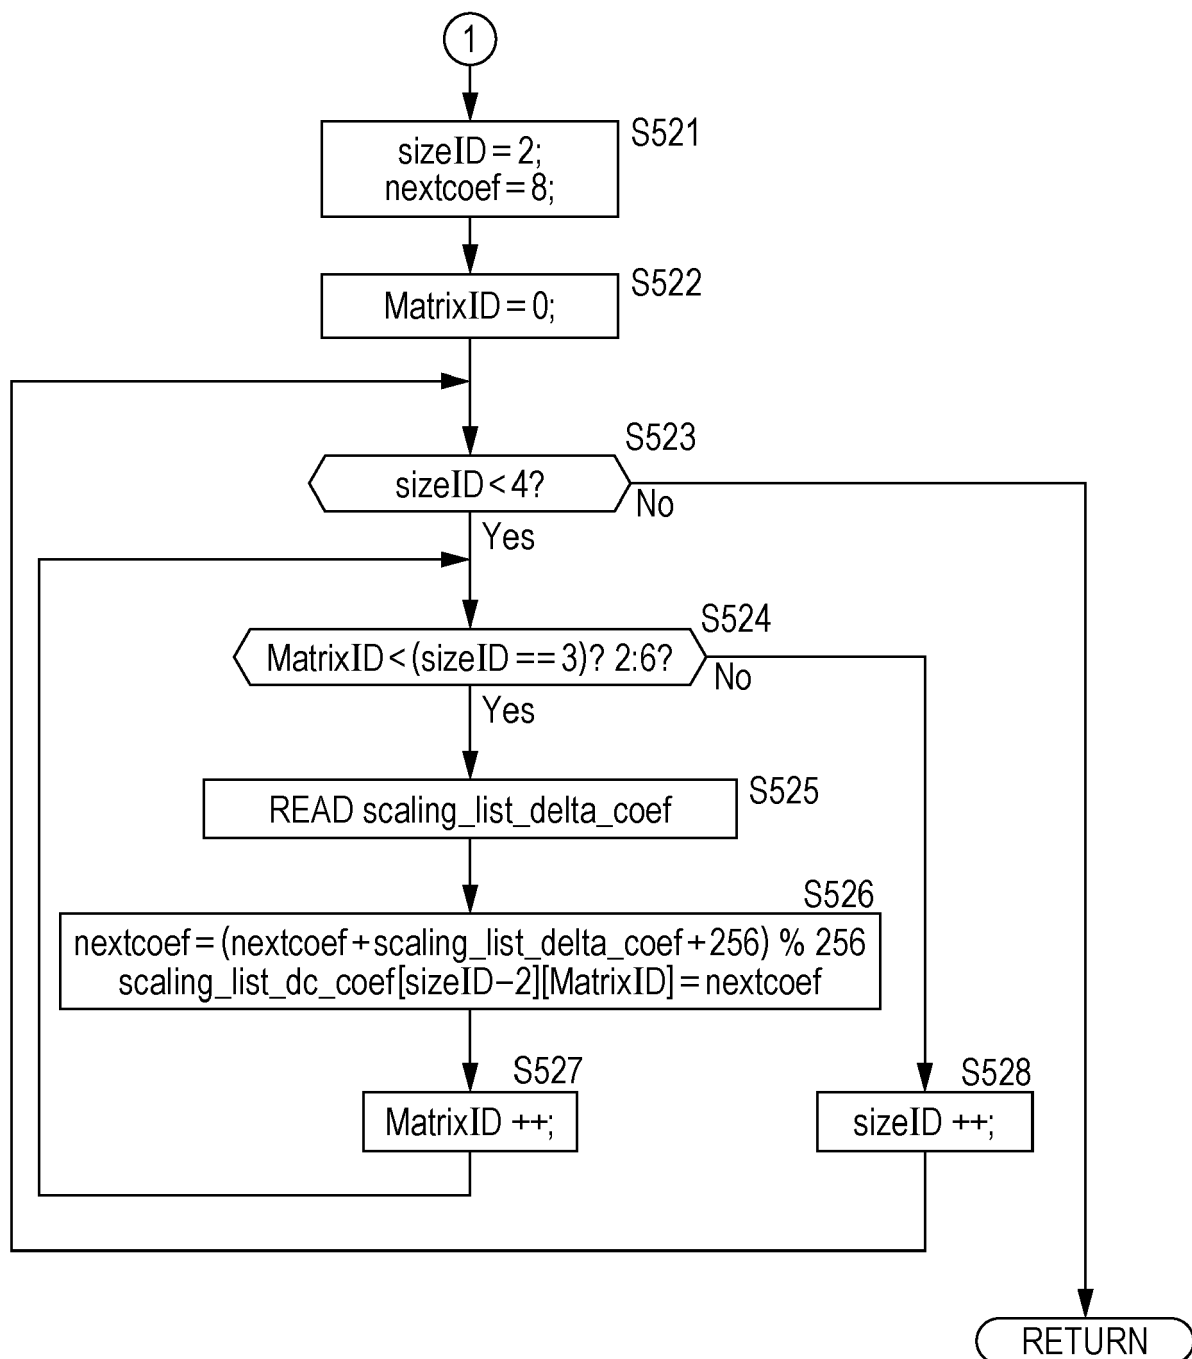 1
S521
sizeID=2;
nextcoef=8;
S522
MatrixID=0;
S523
sizeID<4?
No
Yes
S524
MatrixID<(sizeID==3)? 2:6?
No
Yes
S525
READ scaling_list_delta_coef
S526
nextcoef=(nextcoef+scaling_list_delta_coef+256) % 256
scaling_list_dc_coef[sizeID−2][MatrixID]=nextcoef
S527
MatrixID ++;
S528
sizeID ++;
RETURN